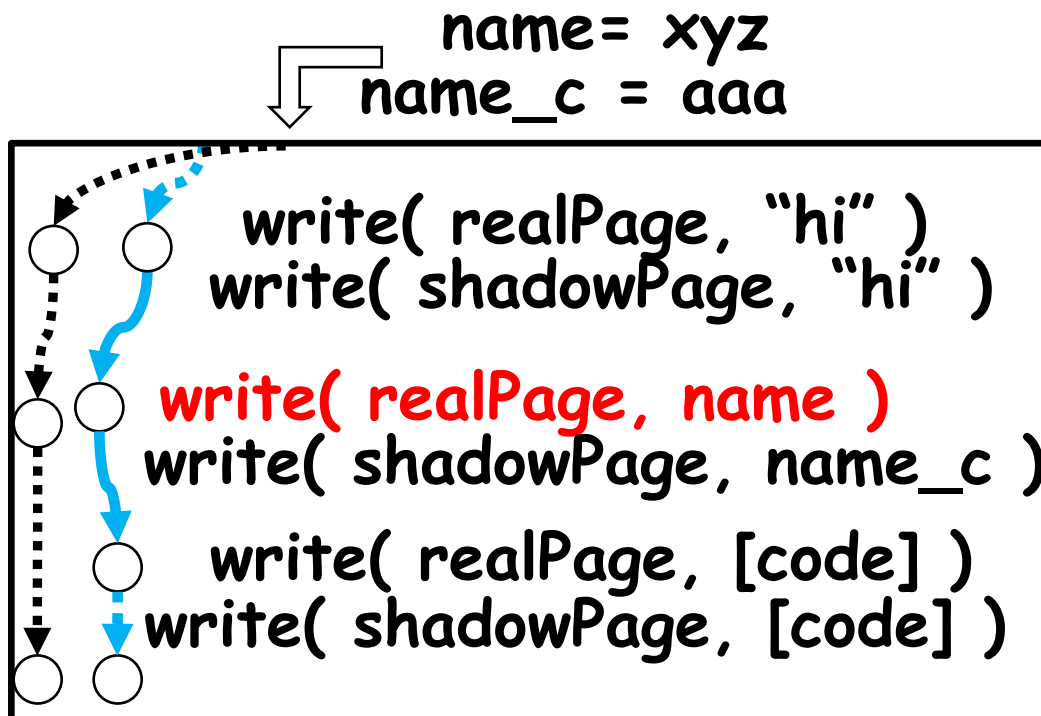 name= xyz
name_c = aaa
write( realPage, “hi” )
write( shadowPage, “hi” )
write( realPage, name )
write( shadowPage, name_c )
write( realPage, [code] )
write( shadowPage, [code] )